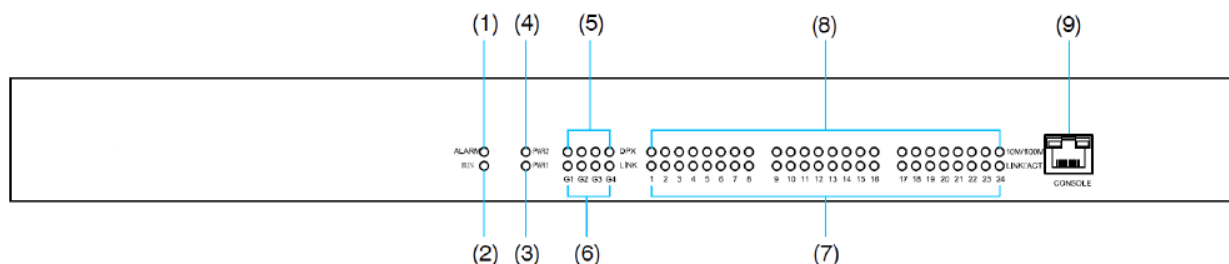 (1) (4) (5) (8) (9)
ALARM PWR2 DPX 10M/100M
RUN PWR1 LINK LINK/ACT
G1 G2 G3 G4 1 2 3 4 5 6 7 8 9 10 11 12 13 14 15 16 17 18 19 20 21 22 23 24
CONSOLE
(2) (3) (6) (7)